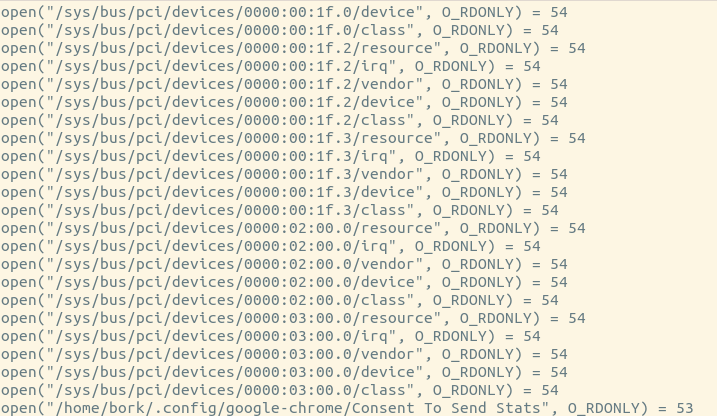 open("/sys/bus/pci/devices/0000:00:1f.0/device", O_RDONLY) = 54
open("/sys/bus/pci/devices/0000:00:1f.0/class", O_RDONLY) = 54
open("/sys/bus/pci/devices/0000:00:1f.2/resource", O_RDONLY) = 54
open("/sys/bus/pci/devices/0000:00:1f.2/irq", O_RDONLY) = 54
open("/sys/bus/pci/devices/0000:00:1f.2/vendor", O_RDONLY) = 54
open("/sys/bus/pci/devices/0000:00:1f.2/device", O_RDONLY) = 54
open("/sys/bus/pci/devices/0000:00:1f.2/class", O_RDONLY) = 54
open("/sys/bus/pci/devices/0000:00:1f.3/resource", O_RDONLY) = 54
open("/sys/bus/pci/devices/0000:00:1f.3/irq", O_RDONLY) = 54
open("/sys/bus/pci/devices/0000:00:1f.3/vendor", O_RDONLY) = 54
open("/sys/bus/pci/devices/0000:00:1f.3/device", O_RDONLY) = 54
open("/sys/bus/pci/devices/0000:00:1f.3/class", O_RDONLY) = 54
open("/sys/bus/pci/devices/0000:02:00.0/resource", O_RDONLY) = 54
open("/sys/bus/pci/devices/0000:02:00.0/irq", O_RDONLY) = 54
open("/sys/bus/pci/devices/0000:02:00.0/vendor", O_RDONLY) = 54
open("/sys/bus/pci/devices/0000:02:00.0/device", O_RDONLY) = 54
open("/sys/bus/pci/devices/0000:02:00.0/class", O_RDONLY) = 54
open("/sys/bus/pci/devices/0000:03:00.0/resource", O_RDONLY) = 54
open("/sys/bus/pci/devices/0000:03:00.0/irq", O_RDONLY) = 54
open("/sys/bus/pci/devices/0000:03:00.0/vendor", O_RDONLY) = 54
open("/sys/bus/pci/devices/0000:03:00.0/device", O_RDONLY) = 54
open("/sys/bus/pci/devices/0000:03:00.0/class", O_RDONLY) = 54
open("/home/bork/.config/google-chrome/Consent To Send Stats", O_RDONLY) = 53